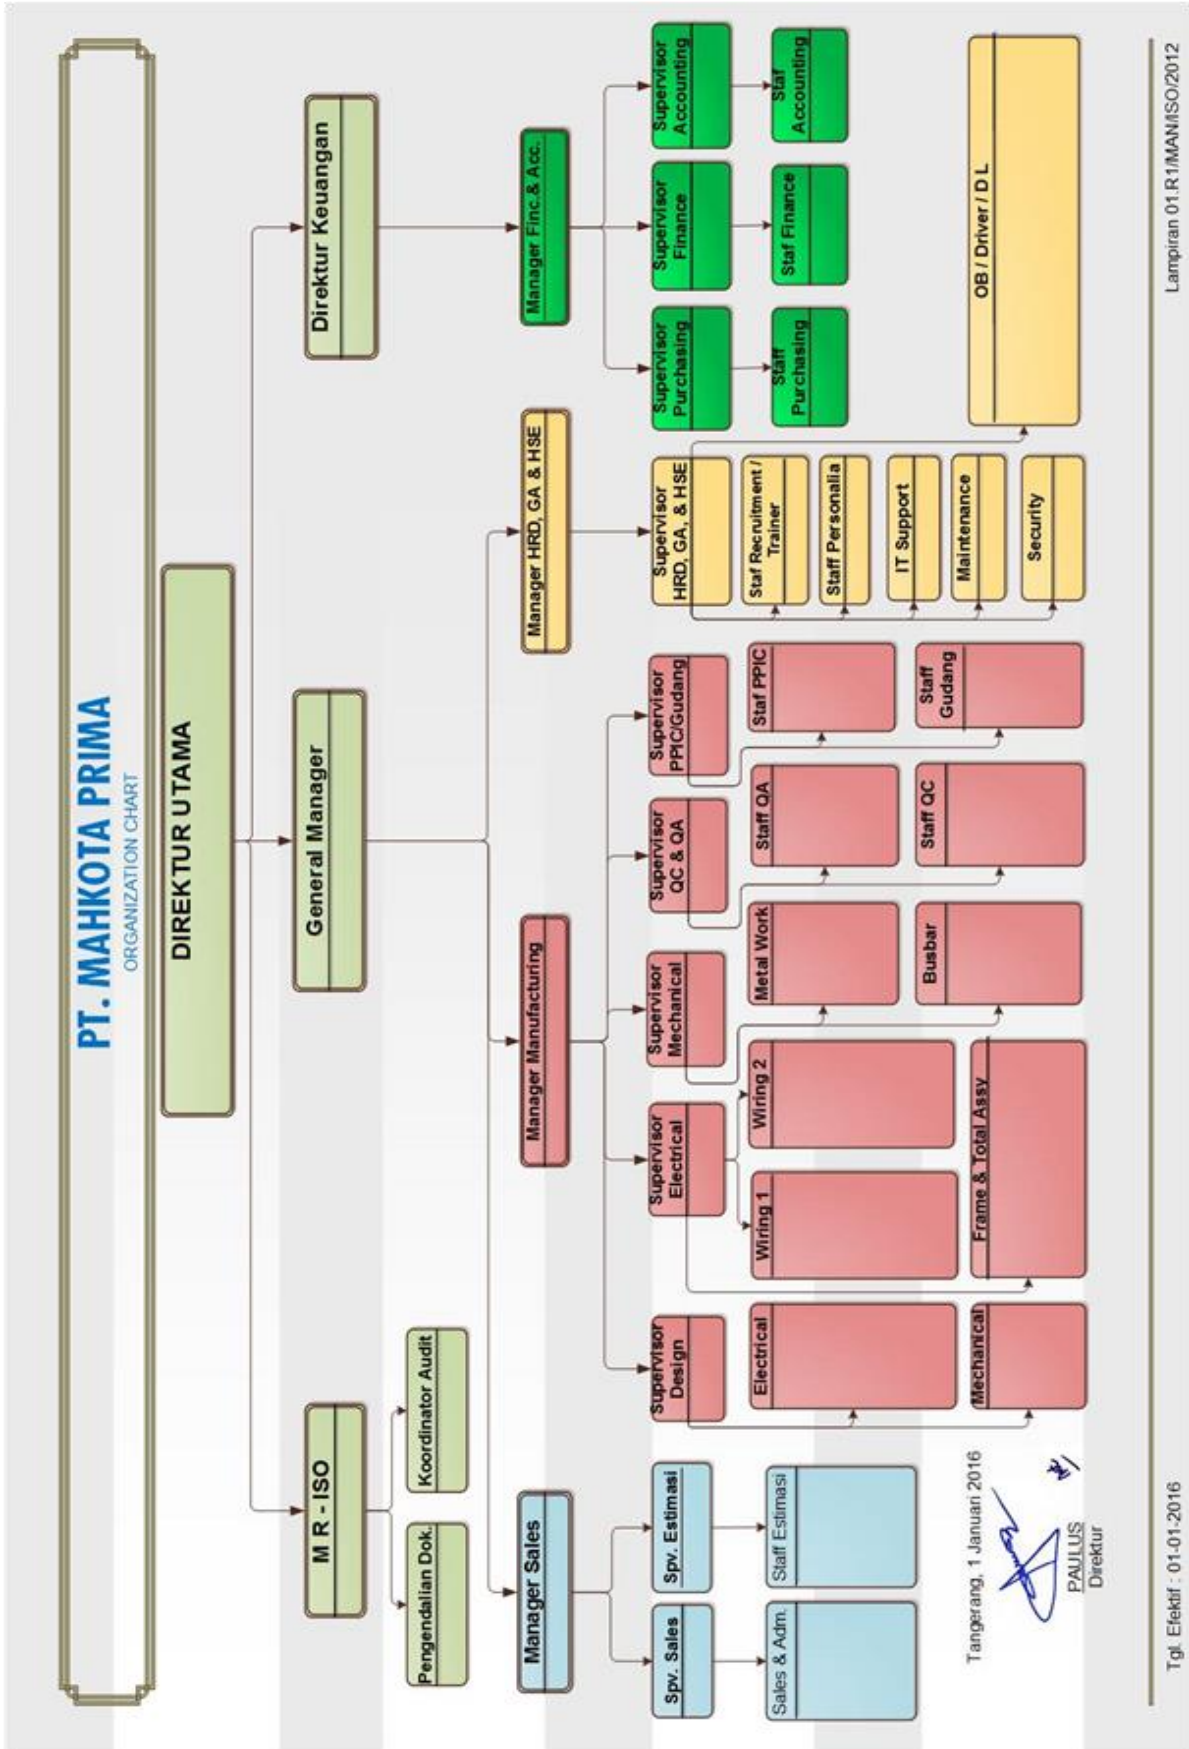 PT. MAHKOTA PRIMA
ORGANIZATION CHART
DIREKTUR UTAMA
M R - ISO
General Manager
Direktur Keuangan
Pengendalian Dok.
Koordinator Audit
Manager Sales
Manager Manufacturing
Manager HRD, GA & HSE
Manager Finc.& Acc.
Spv. Sales
Spv. Estimasi
Supervisor
Design
Supervisor
Electrical
Supervisor
Mechanical
Supervisor
QC & QA
Supervisor
PPIC/Gudang
Supervisor
HRD, GA, & HSE
Supervisor
Purchasing
Supervisor
Finance
Supervisor
Accounting
Sales & Adm.
Staff Estimasi
Electrical
Wiring 1
Wiring 2
Metal Work
Staff QA
Staf PPIC
Staf Recruitment /
Trainer
Staff
Purchasing
Staf Finance
Staf
Accounting
Staff Personalia
IT Support
Maintenance
Security
Mechanical
Frame & Total Assy
Busbar
Staff QC
Staff
Gudang
OB / Driver / D L
Tangerang, 1 Januari 2016
PAULUS
Direktur
Tgl. Efektif : 01-01-2016
Lampiran 01.R1/MAN/ISO/2012